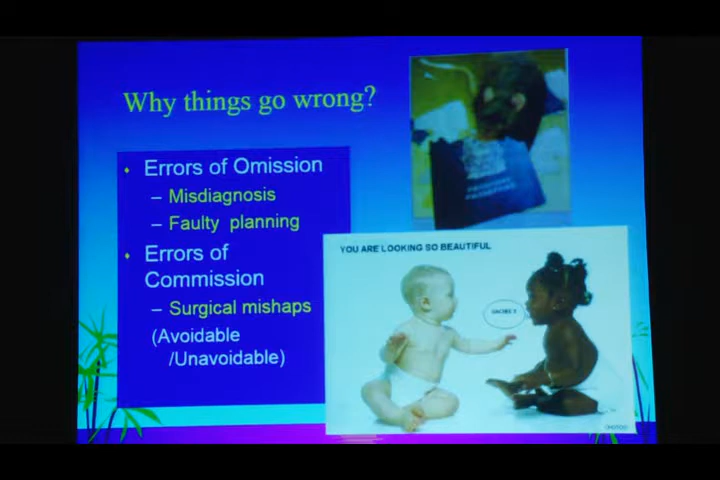 Why things go wrong?
Errors of Omission
– Misdiagnosis
– Faulty planning
Errors of
Commission
– Surgical mishaps
(Avoidable
/Unavoidable)
YOU ARE LOOKING SO BEAUTIFUL